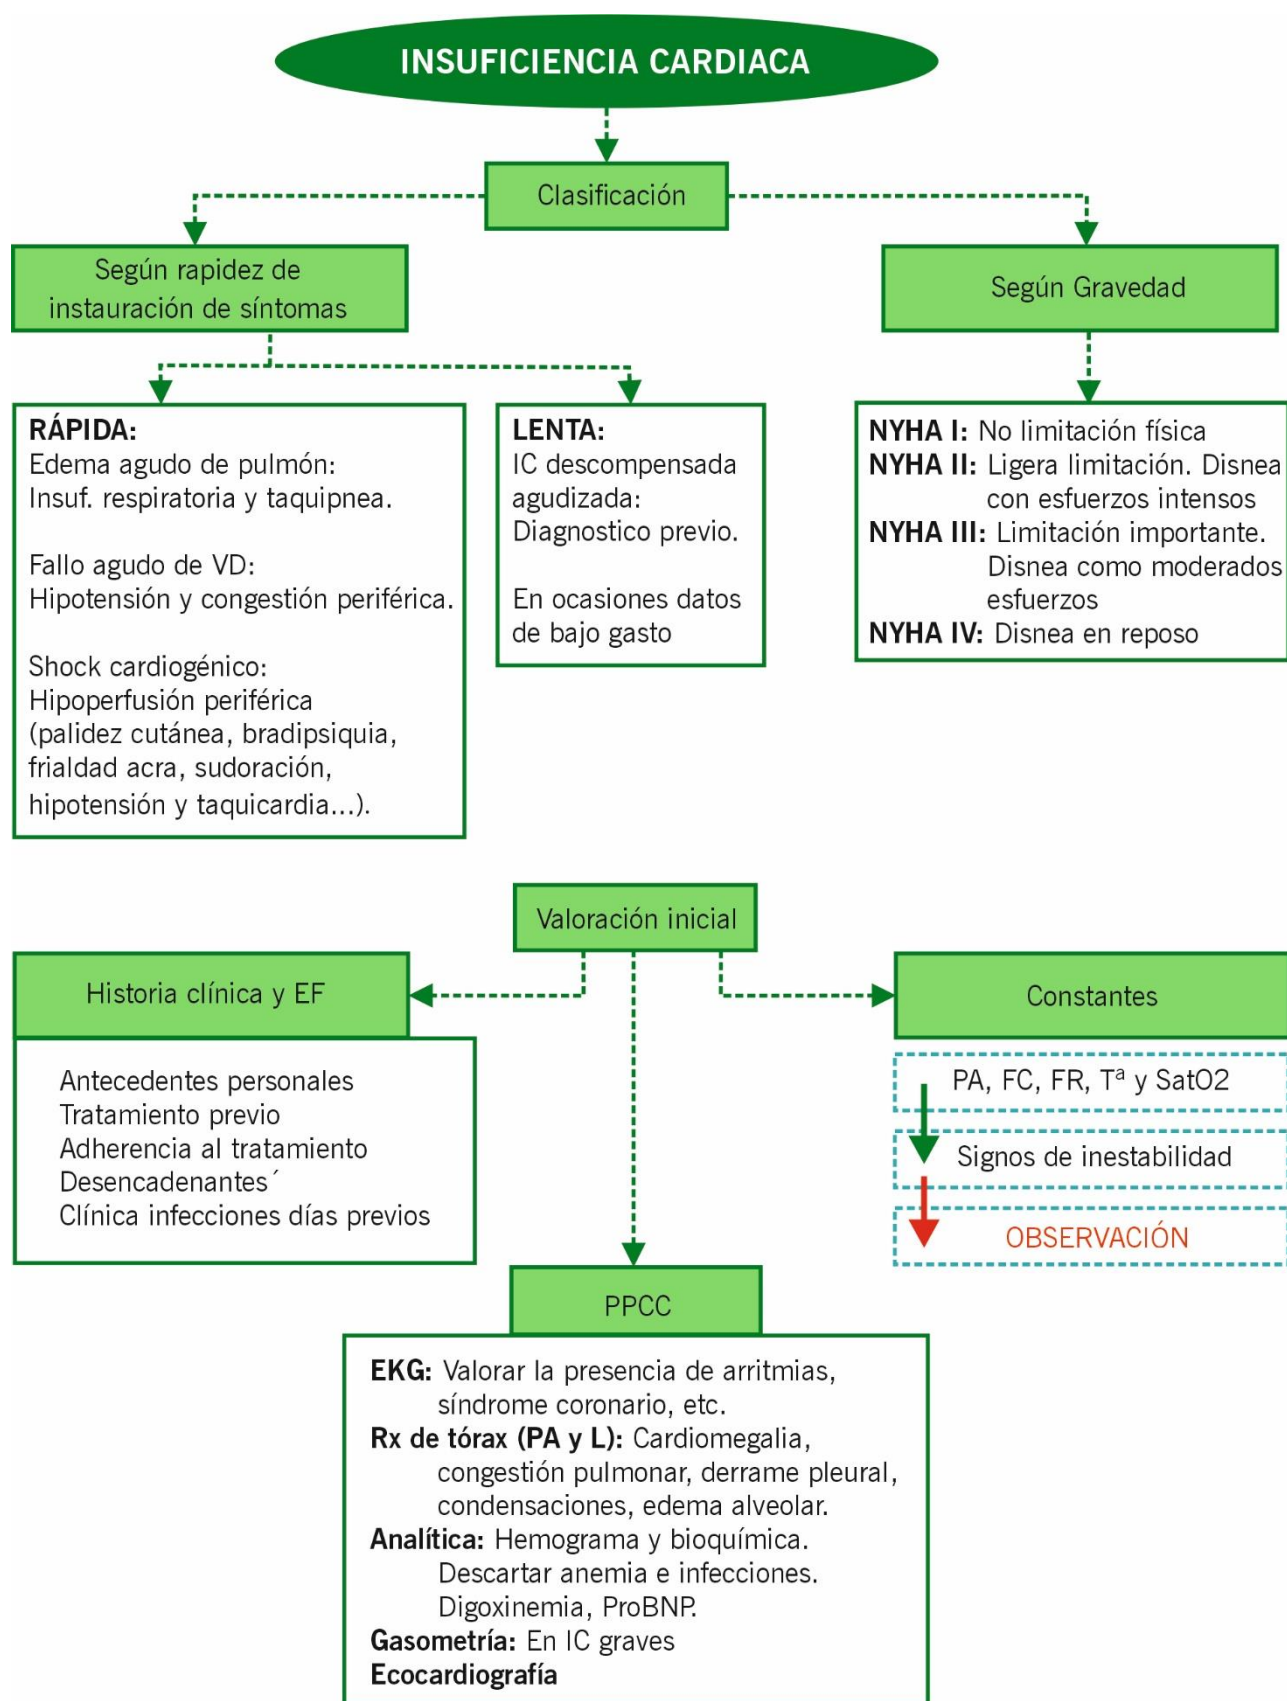 INSUFICIENCIA CARDIACA
Clasificación
Según rapidez de
instauración de síntomas
Según Gravedad
RÁPIDA:
Edema agudo de pulmón:
Insuf. respiratoria y taquipnea.
Fallo agudo de VD:
Hipotensión y congestión periférica.
Shock cardiogénico:
Hipoperfusión periférica
(palidez cutánea, bradipsiquia,
frialdad acra, sudoración,
hipotensión y taquicardia...).
LENTA:
IC descompensada
agudizada:
Diagnostico previo.
En ocasiones datos
de bajo gasto
NYHA I: No limitación física
NYHA II: Ligera limitación. Disnea
con esfuerzos intensos
NYHA III: Limitación importante.
Disnea como moderados
esfuerzos
NYHA IV: Disnea en reposo
Valoración inicial
Historia clínica y EF
Antecedentes personales
Tratamiento previo
Adherencia al tratamiento
Desencadenantes´
Clínica infecciones días previos
Constantes
PA, FC, FR, Tª y SatO2
Signos de inestabilidad
OBSERVACIÓN
PPCC
EKG: Valorar la presencia de arritmias,
síndrome coronario, etc.
Rx de tórax (PA y L): Cardiomegalia,
congestión pulmonar, derrame pleural,
condensaciones, edema alveolar.
Analítica: Hemograma y bioquímica.
Descartar anemia e infecciones.
Digoxinemia, ProBNP.
Gasometría: En IC graves
Ecocardiografía